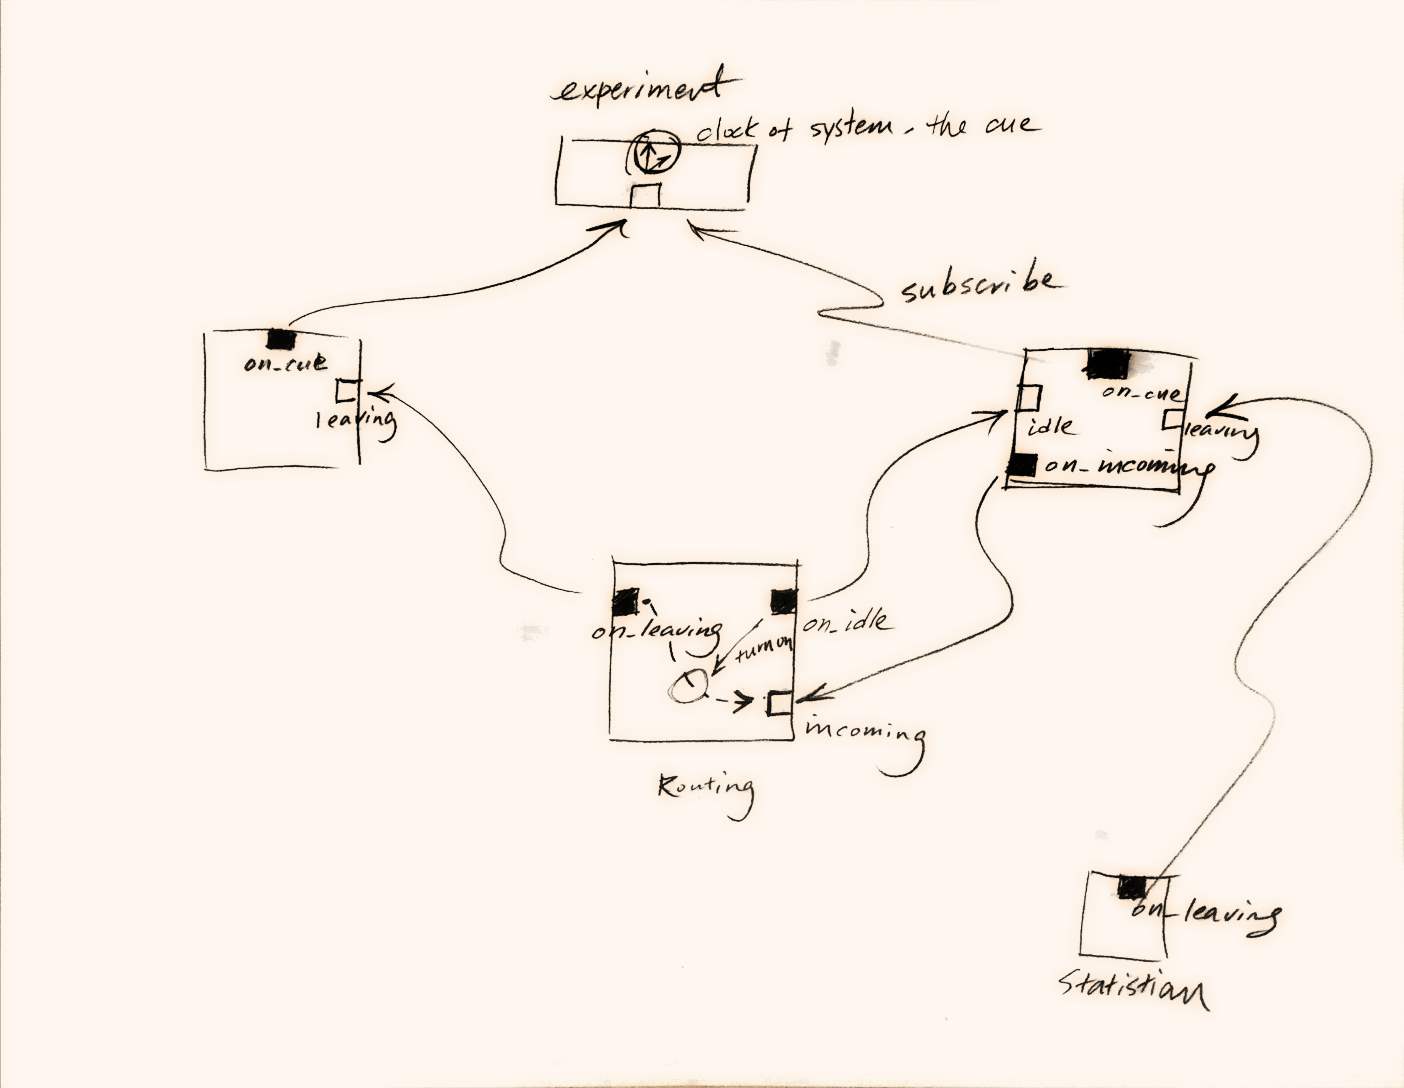 experiment
clock of system, the cue
subscribe
on_cue
leaving
on_cue
idle
leaving
on_incoming
on_leaving
turn on
on_idle
incoming
Routing
on_leaving
Statistian